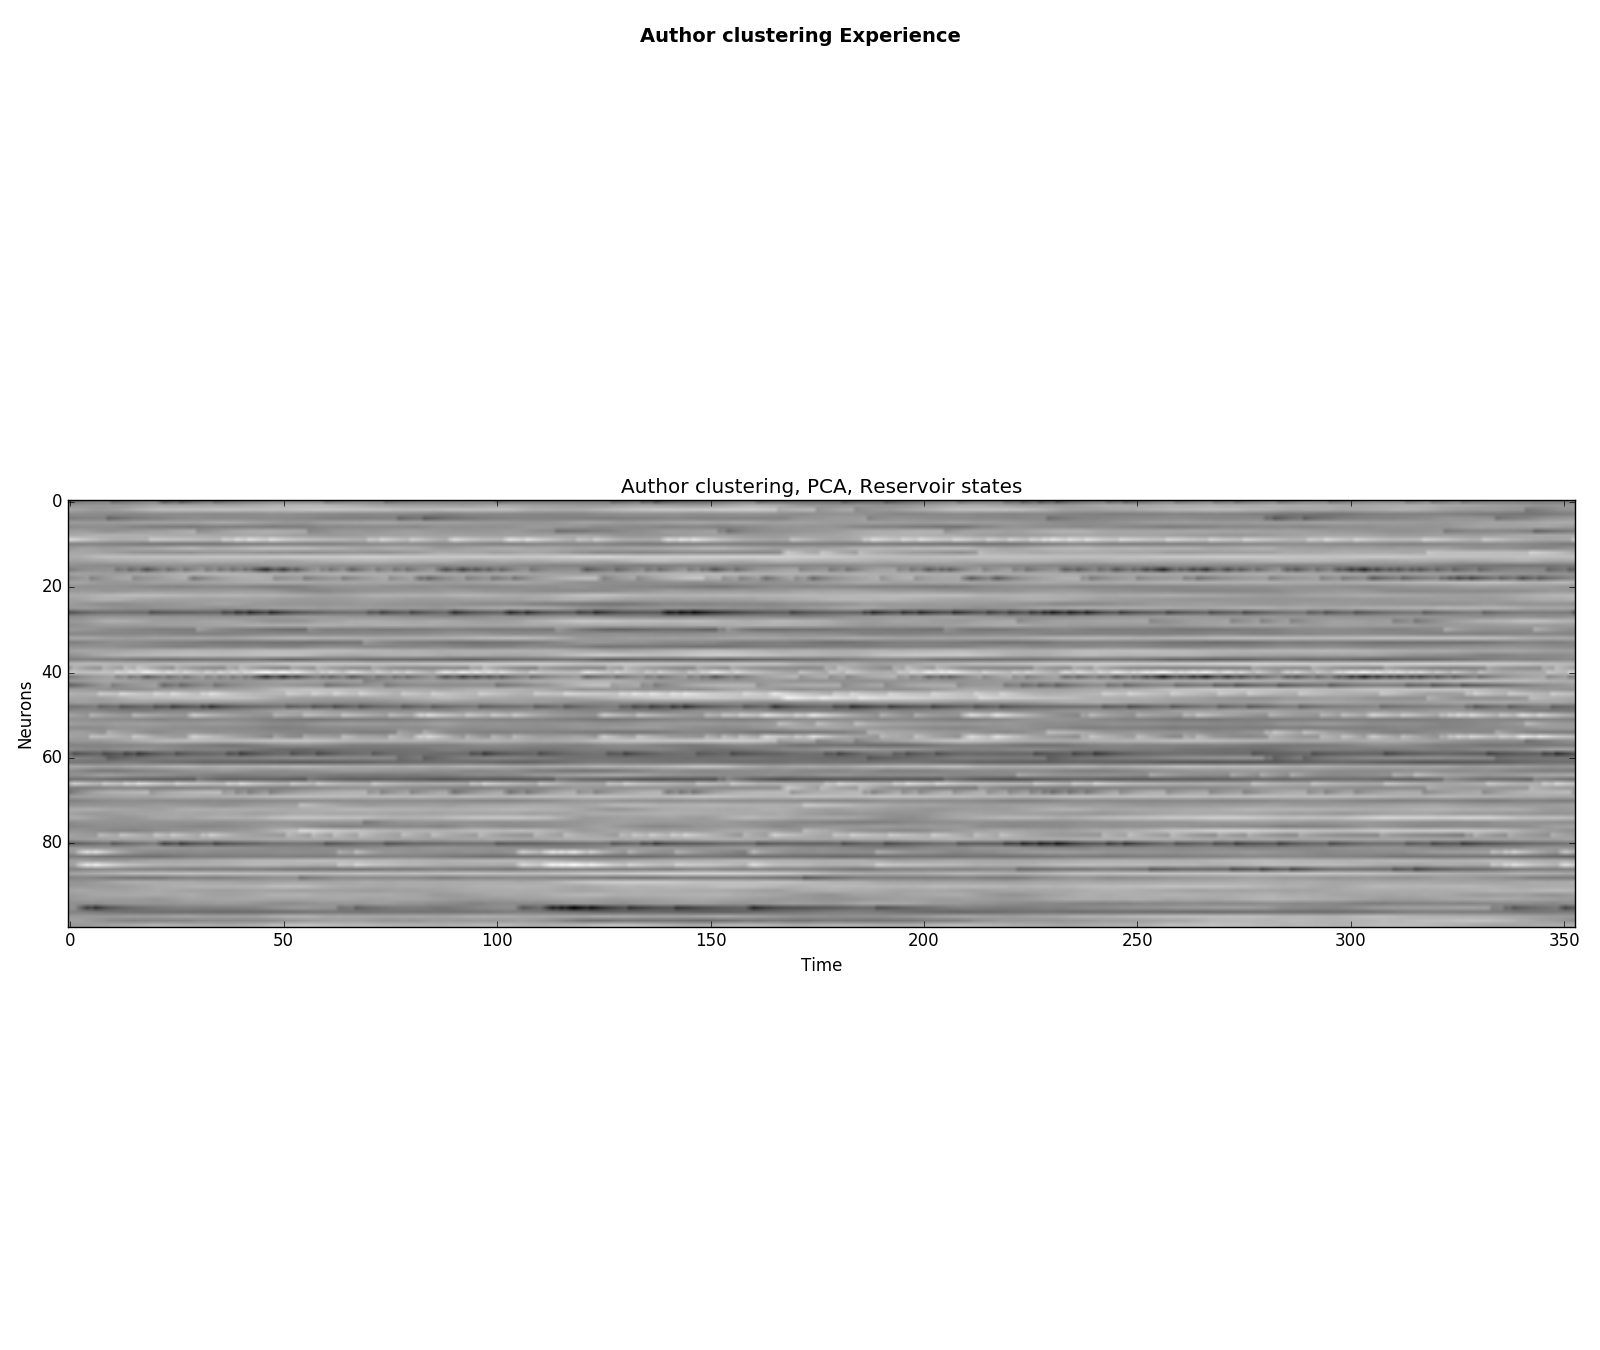 Author clustering Experience
Author clustering, PCA, Reservoir states
0
20
40
60
80
Neurons
0 50 100 150 200 250 300 350
Time